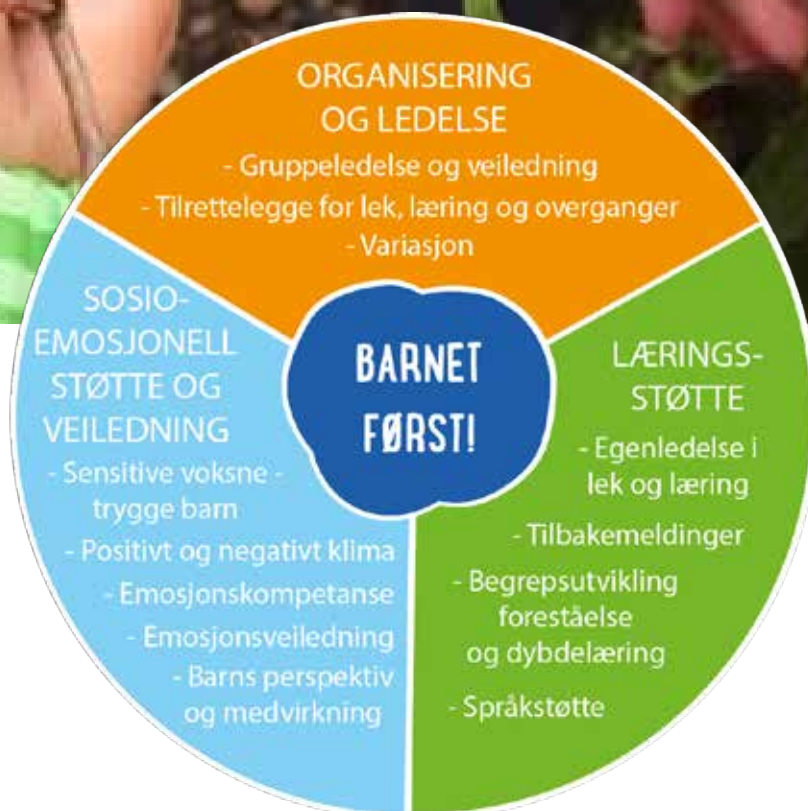 ORGANISERING
OG LEDELSE
- Gruppeledelse og veiledning
- Tilrettelegge for lek, læring og overganger
- Variasjon
SOSIO-
EMOSJONELL
STØTTE OG
VEILEDNING
- Sensitive voksne -
trygge barn
- Positivt og negativt klima
- Emosjonskompetanse
- Emosjonsveiledning
- Barns perspektiv
og medvirkning
BARNET
FØRST!
LÆRINGS-
STØTTE
- Egenledelse i
lek og læring
- Tilbakemeldinger
- Begrepsutvikling
foreståelse
og dybdelæring
- Språkstøtte